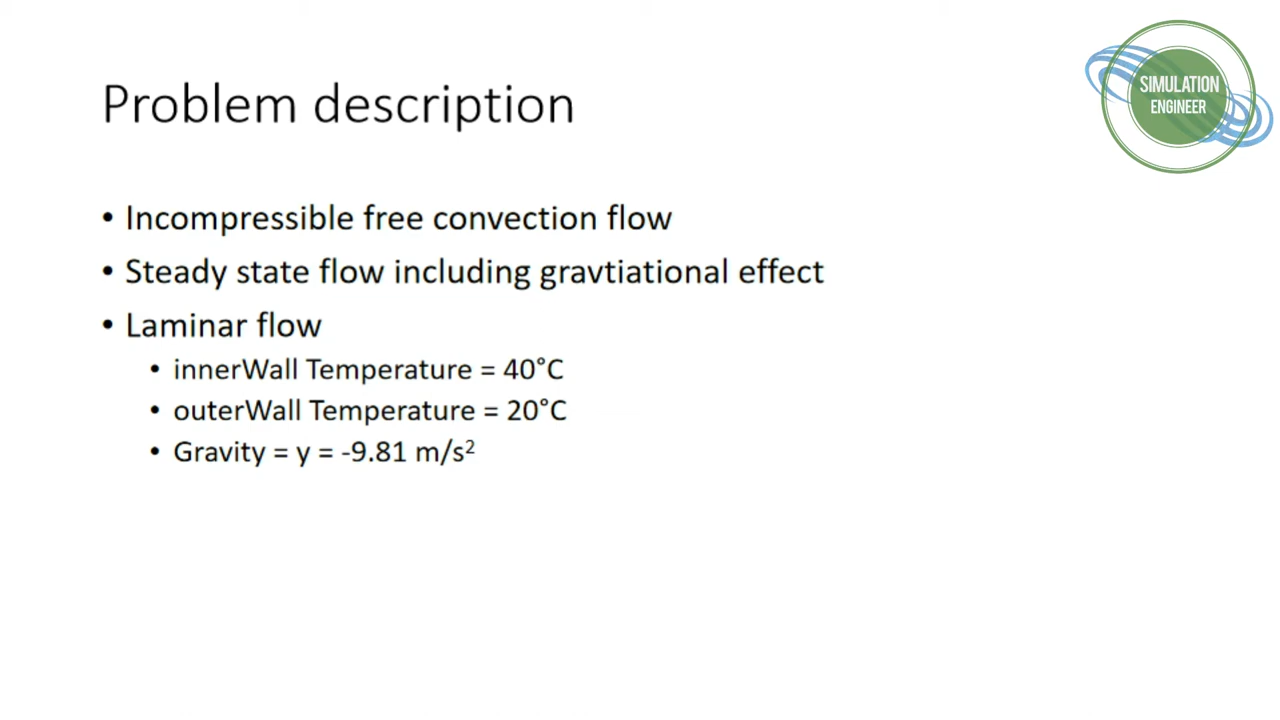 Problem description
SIMULATION
ENGINEER
• Incompressible free convection flow
• Steady state flow including gravtiational effect
• Laminar flow
• innerWall Temperature = 40°C
• outerWall Temperature = 20°C
• Gravity = y = -9.81 m/s²